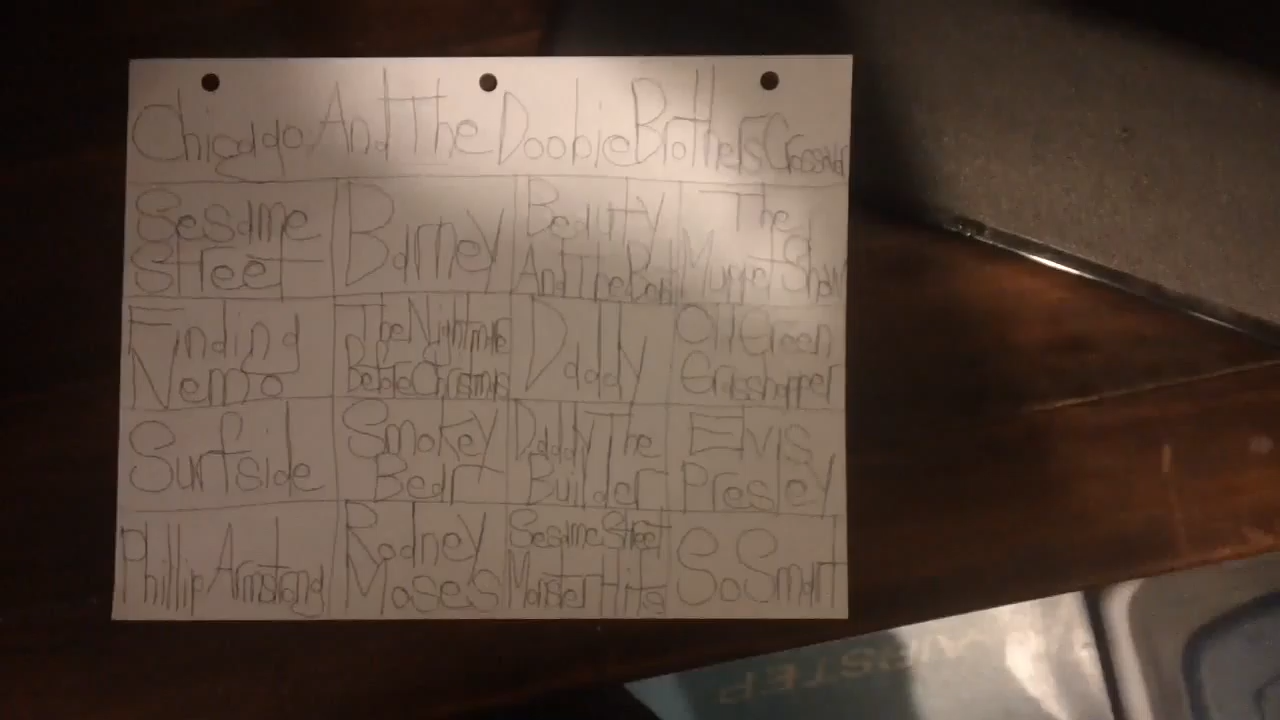 Chicago And The Doobie Brothers Crossover
Sesame Street
Barney
Beauty And The Beast
The Muppet Show
Finding Nemo
The Nightmare Before Christmas
Daddy
Old Green Grasshopper
Surfside
Smokey Bear
Daddy The Builder
Elvis Presley
Phillip Armstrong
Rodney Moses
Sesame Street Monster Hits
So Smart